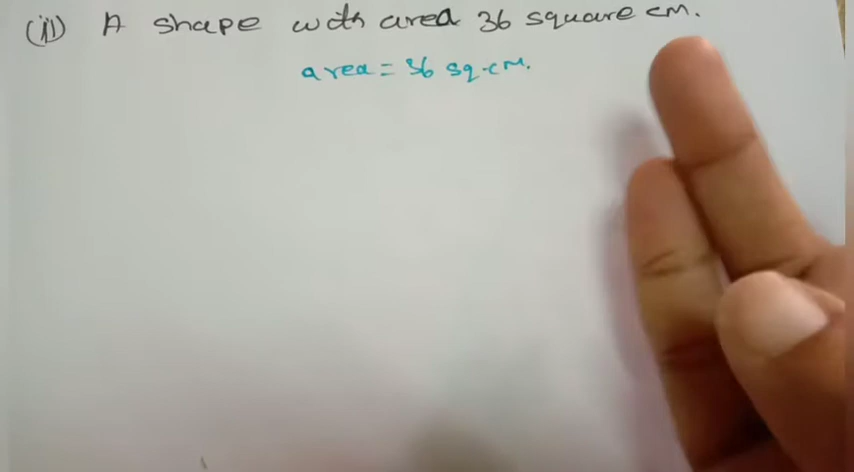 (ii) A shape with area 36 square cm.
area = 36 sq.cm.